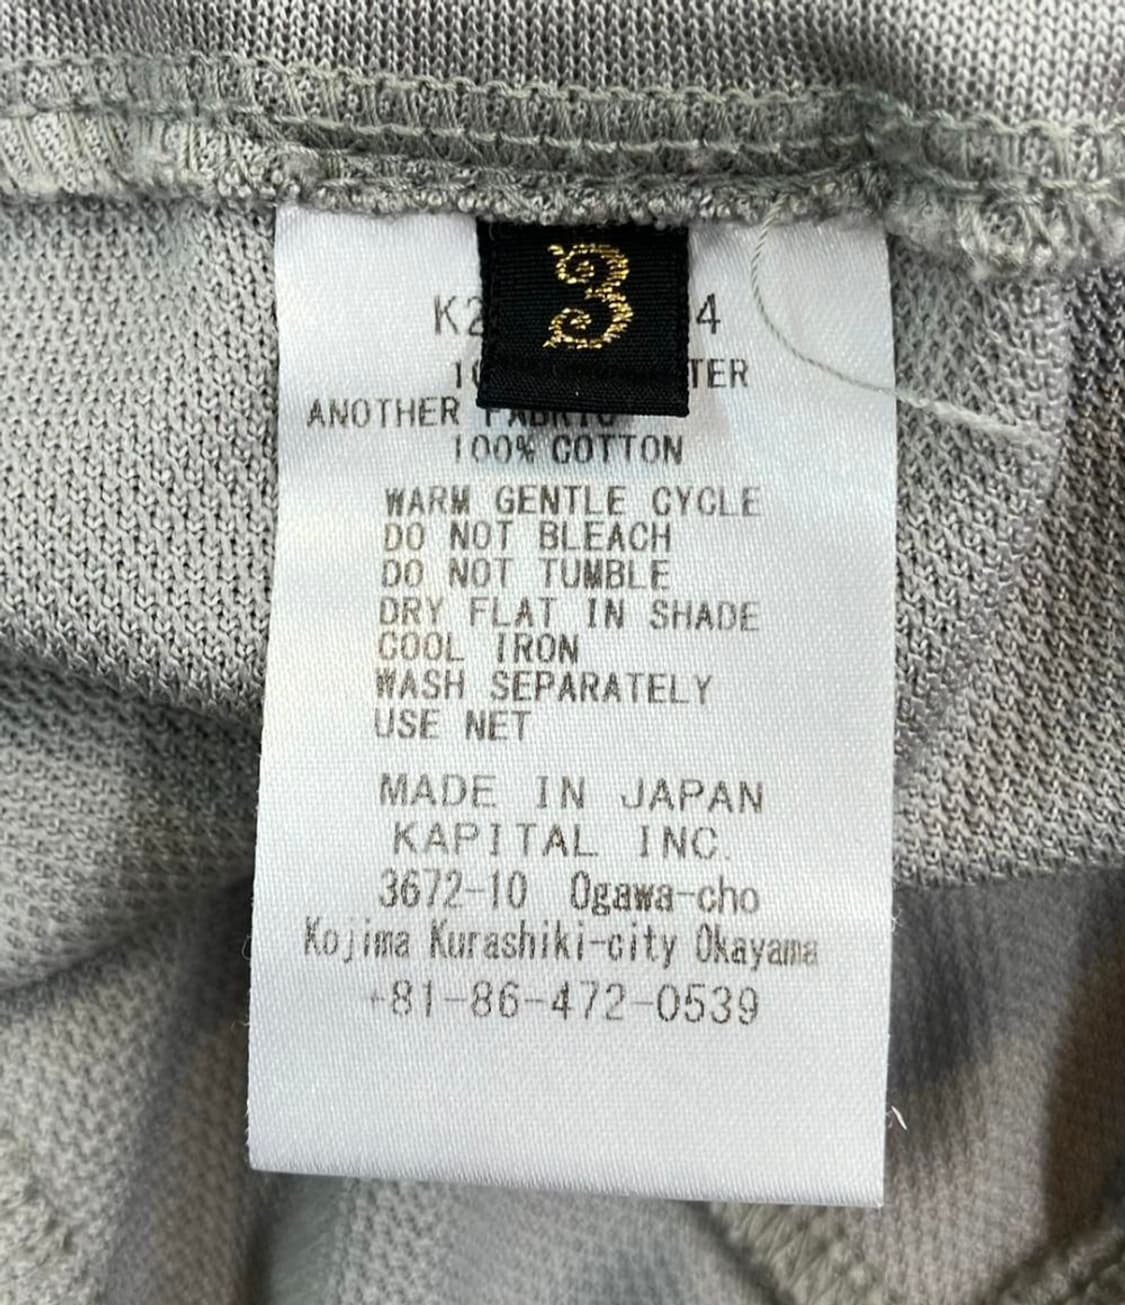 3
K2 4
10 TER
ANOTHER FABRIC
100% COTTON
WARM GENTLE CYCLE
DO NOT BLEACH
DO NOT TUMBLE
DRY FLAT IN SHADE
COOL IRON
WASH SEPARATELY
USE NET
MADE IN JAPAN
KAPITAL INC.
3672-10 Ogawa-cho
Kojima Kurashiki-city Okayama
+81-86-472-0539